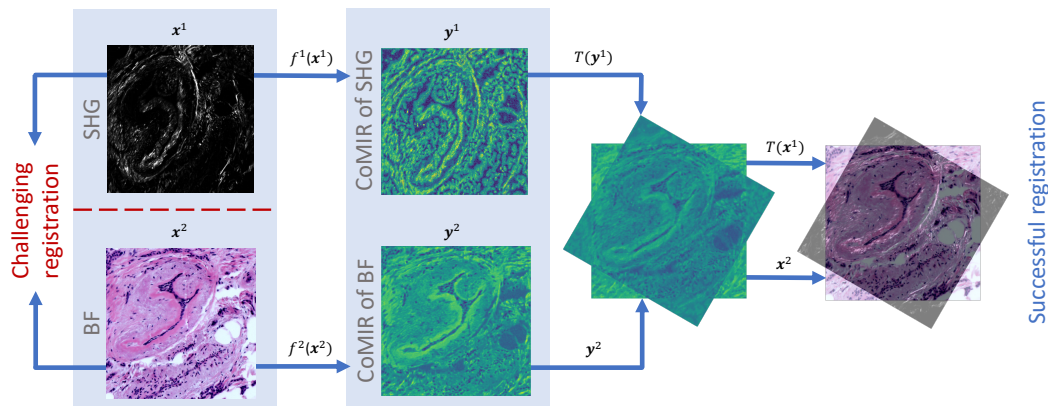 x¹
SHG
f¹(x¹)
y¹
CoMIR of SHG
T(y¹)
Challenging
registration
T(x¹)
x²
Successful registration
x²
BF
f²(x²)
y²
CoMIR of BF
y²